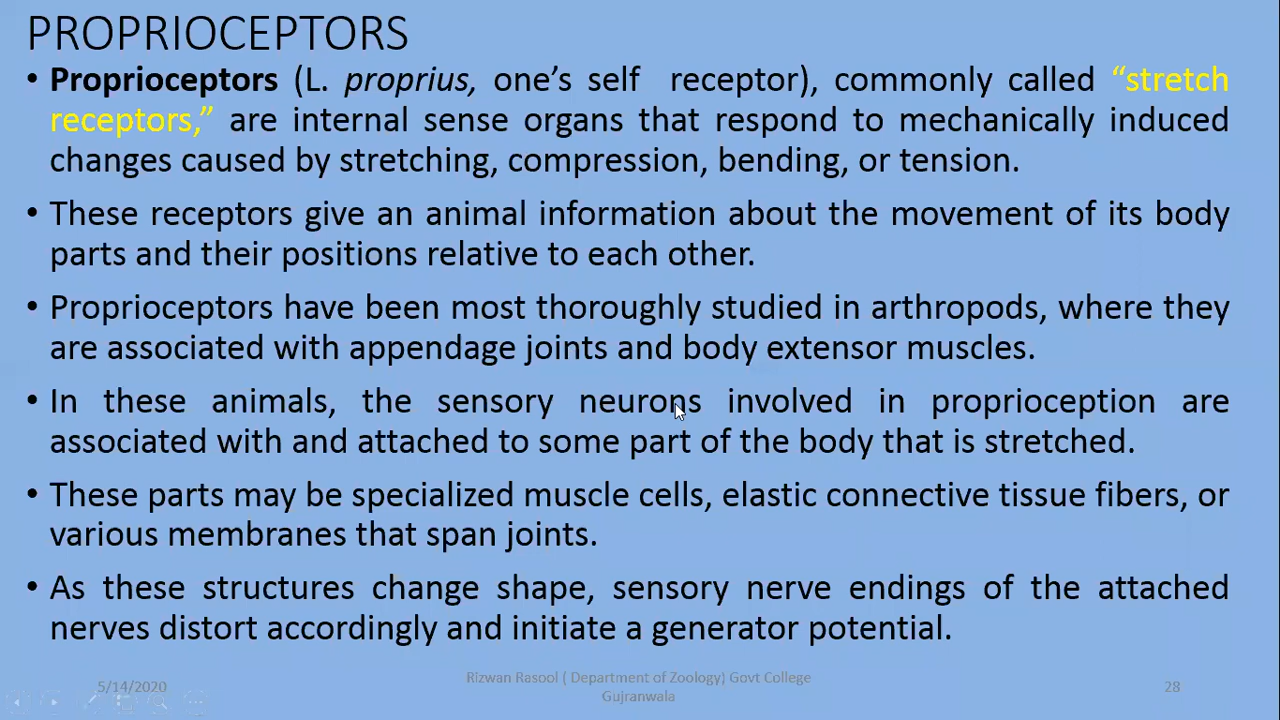 PROPRIOCEPTORS
• Proprioceptors (L. proprius, one’s self receptor), commonly called “stretch
receptors,” are internal sense organs that respond to mechanically induced
changes caused by stretching, compression, bending, or tension.
• These receptors give an animal information about the movement of its body
parts and their positions relative to each other.
• Proprioceptors have been most thoroughly studied in arthropods, where they
are associated with appendage joints and body extensor muscles.
• In these animals, the sensory neurons involved in proprioception are
associated with and attached to some part of the body that is stretched.
• These parts may be specialized muscle cells, elastic connective tissue fibers, or
various membranes that span joints.
• As these structures change shape, sensory nerve endings of the attached
nerves distort accordingly and initiate a generator potential.
5/14/2020
Rizwan Rasool ( Department of Zoology) Govt College
Gujranwala
28